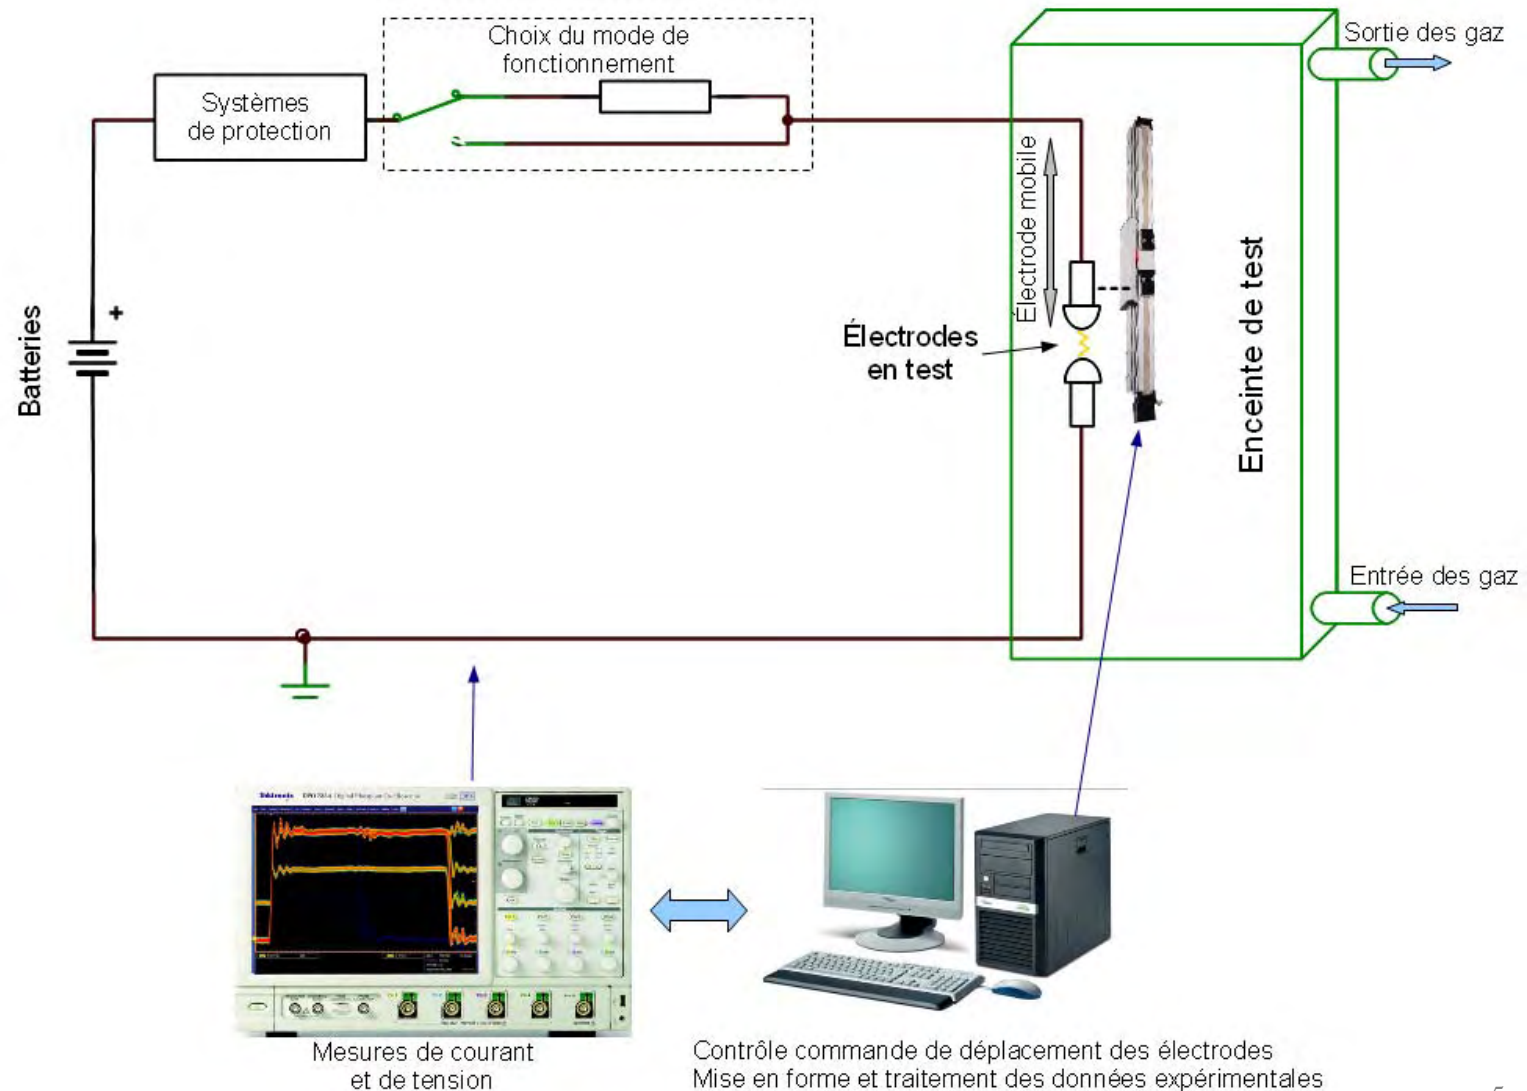 Choix du mode de
fonctionnement
Sortie des gaz
Systèmes
de protection
Électrode mobile
+
Batteries
Électrodes
en test
Enceinte de test
Entrée des gaz
Tektronix
Mesures de courant
et de tension
Contrôle commande de déplacement des électrodes
Mise en forme et traitement des données expérimentales